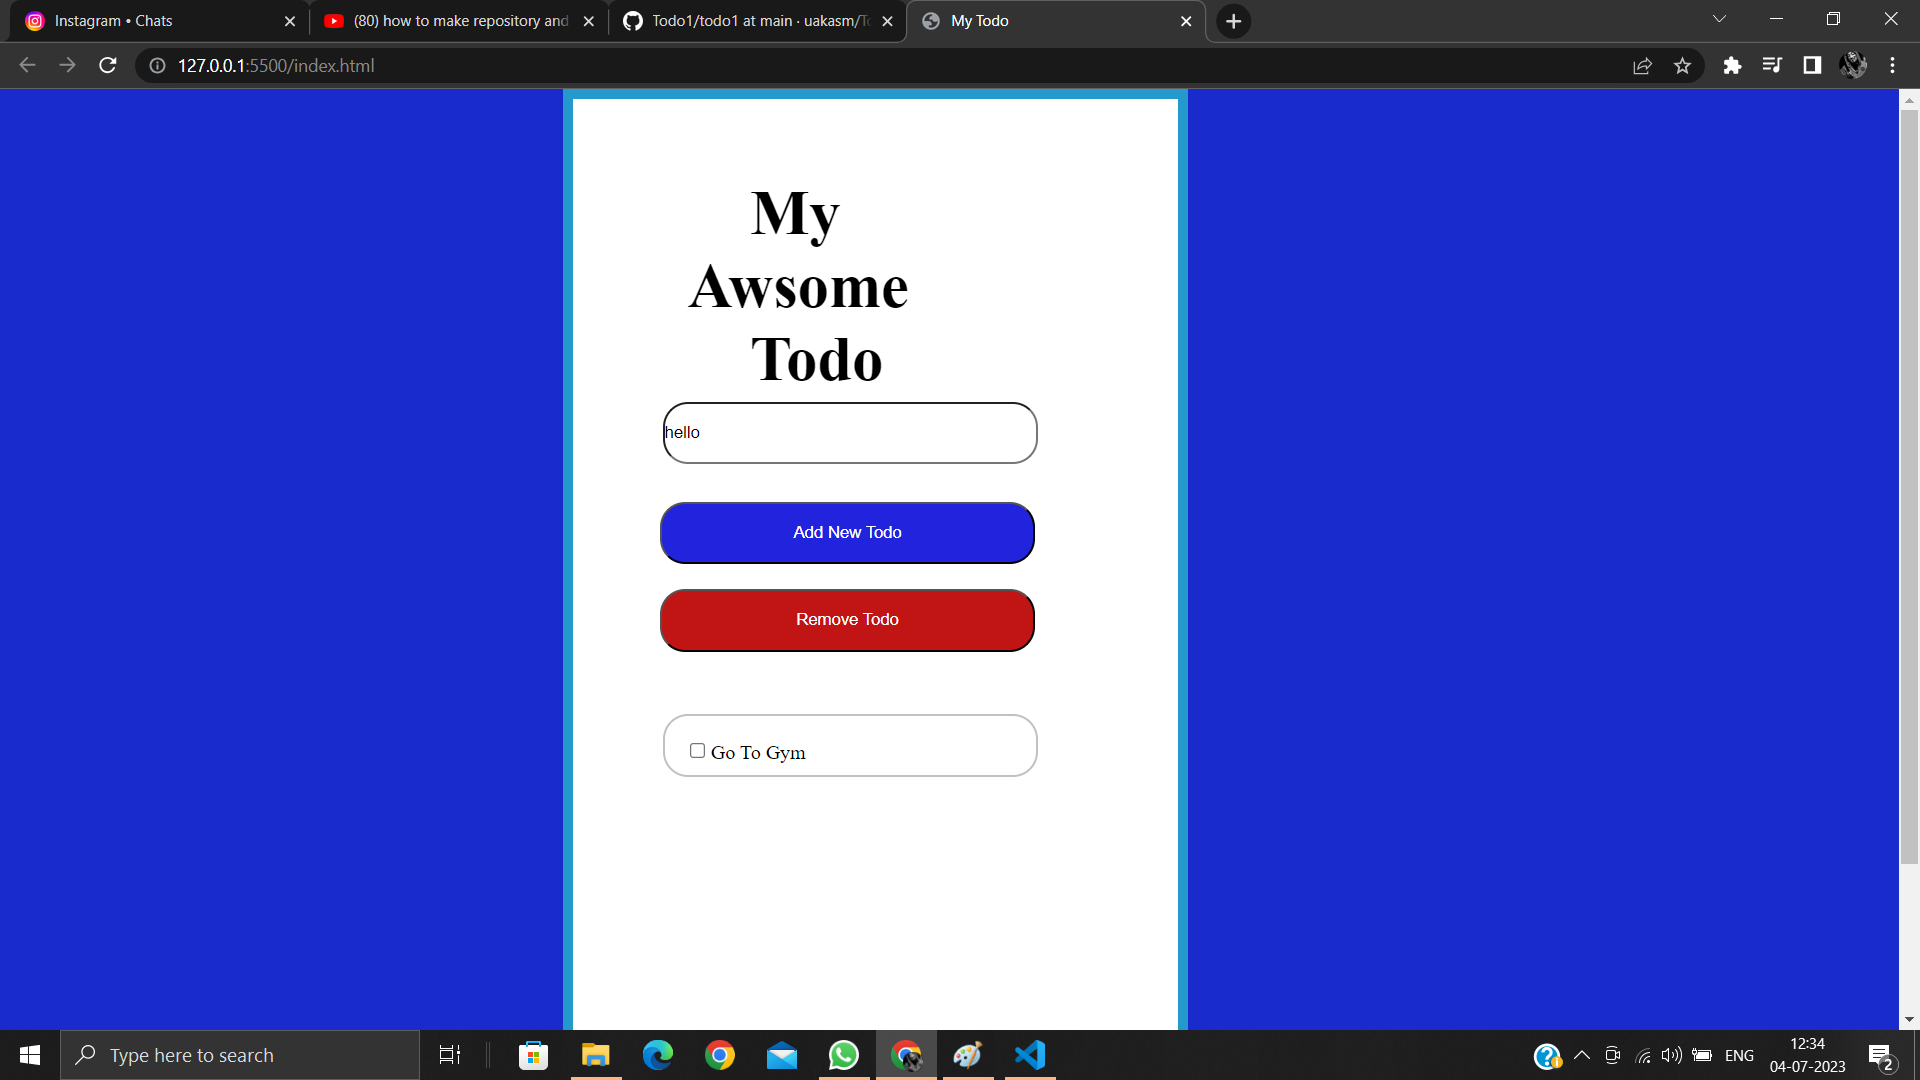 Instagram • Chats
(80) how to make repository and
Todo1/todo1 at main · uakasm/To
My Todo
127.0.0.1:5500/index.html
My
Awsome
Todo
hello
Add New Todo
Remove Todo
Go To Gym
Type here to search
ENG
12:34
04-07-2023
2